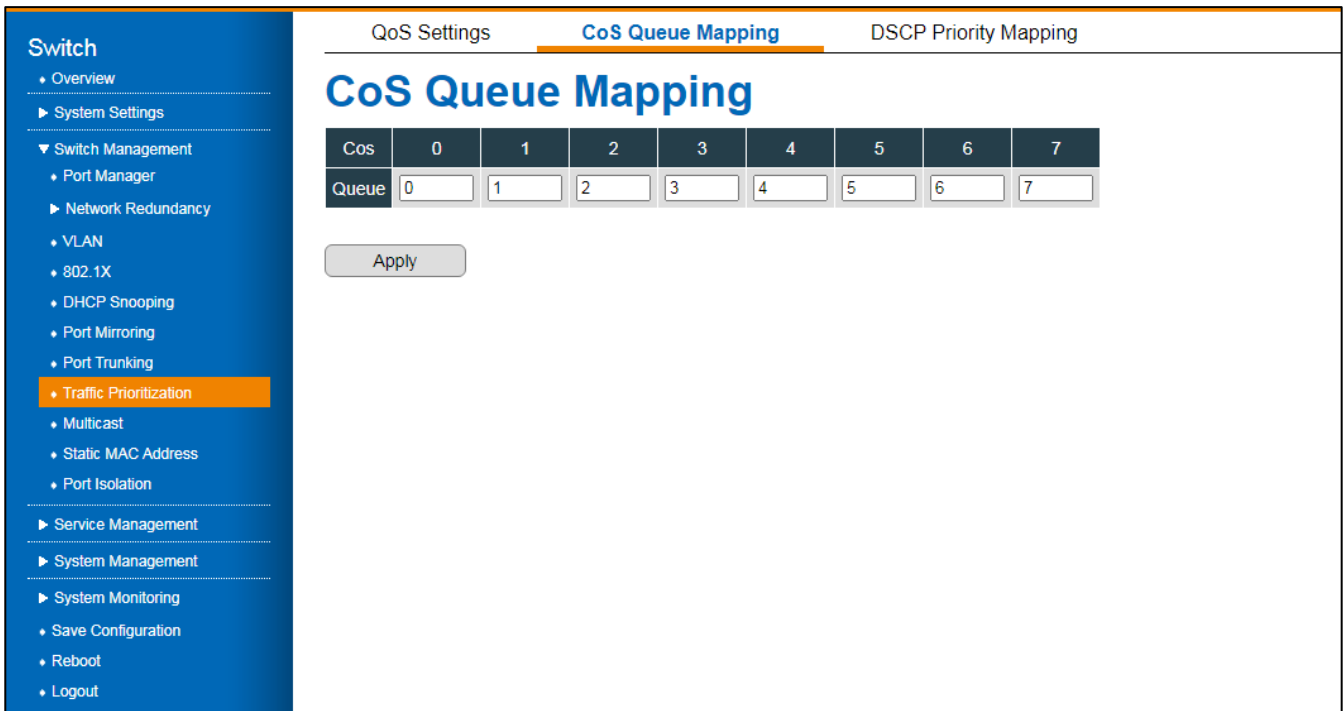 Switch
Overview
System Settings
Switch Management
Port Manager
Network Redundancy
VLAN
802.1X
DHCP Snooping
Port Mirroring
Port Trunking
Traffic Prioritization
Multicast
Static MAC Address
Port Isolation
Service Management
System Management
System Monitoring
Save Configuration
Reboot
Logout
QoS Settings CoS Queue Mapping DSCP Priority Mapping
CoS Queue Mapping
Cos 0 1 2 3 4 5 6 7
Queue 0 1 2 3 4 5 6 7
Apply